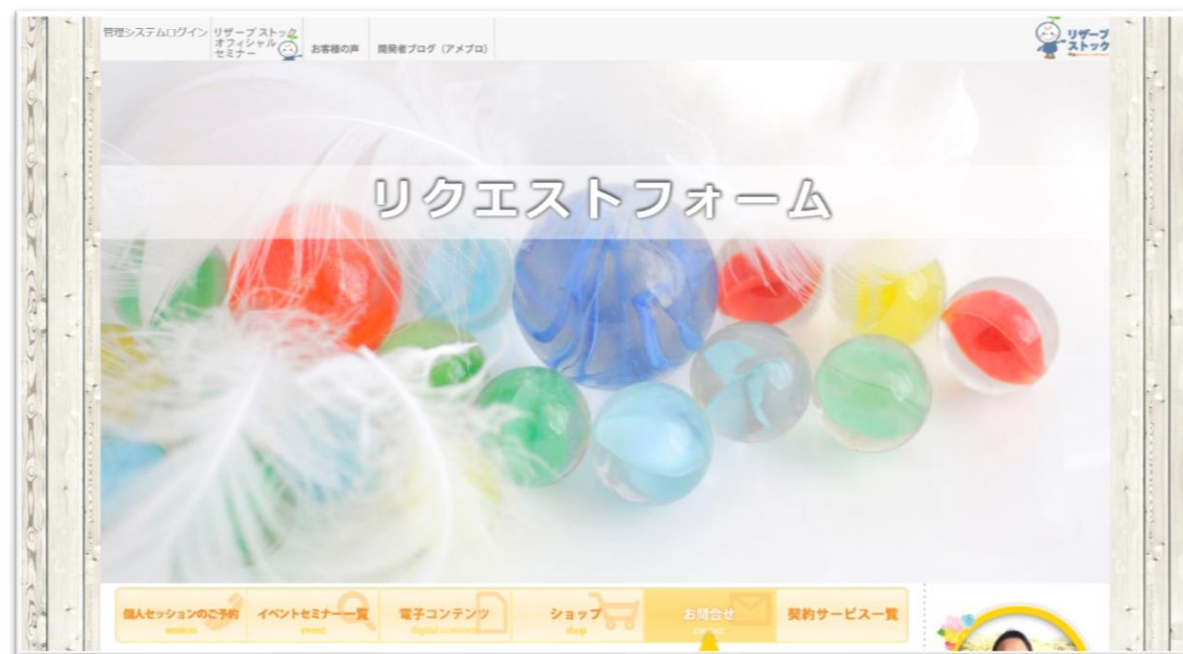 管理システムログイン
リザーブストック
オフィシャル
セミナー
お客様の声
開発者ブログ（アメブロ）
リザーブ
ストック
リクエストフォーム
個人セッションのご予約
session
イベントセミナー一覧
event
電子コンテンツ
digital contents
ショップ
shop
お問合せ
contact
契約サービス一覧